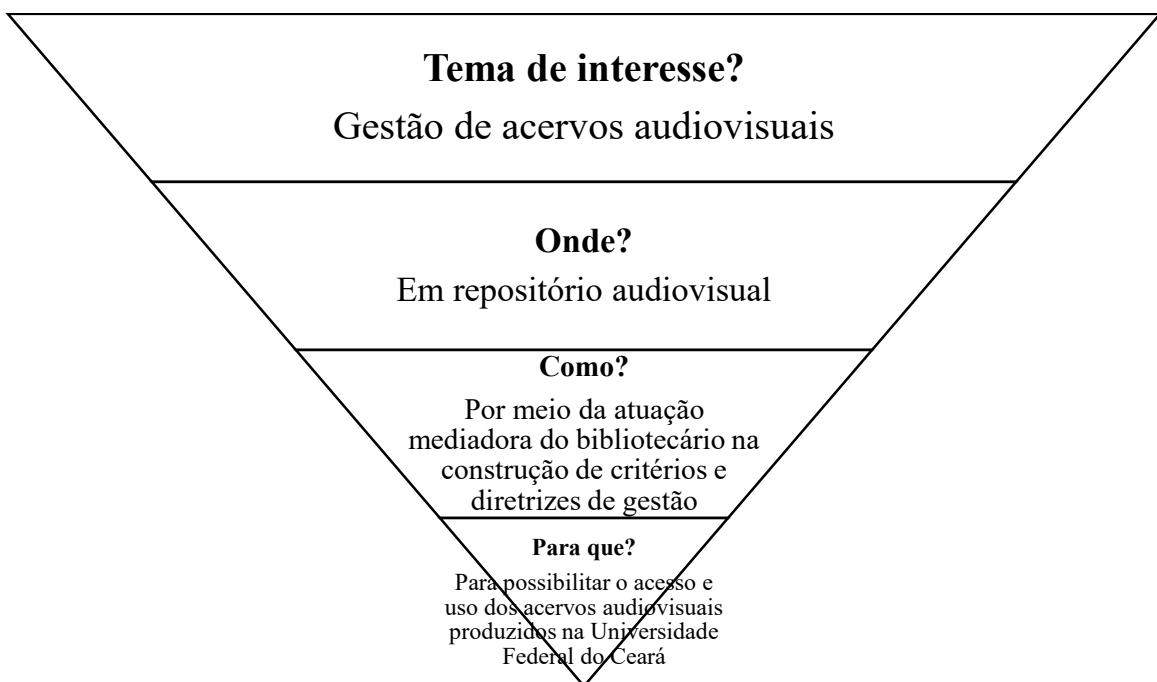 Tema de interesse?
Gestão de acervos audiovisuais
Onde?
Em repositório audiovisual
Como?
Por meio da atuação
mediadora do bibliotecário na
construção de critérios e
diretrizes de gestão
Para que?
Para possibilitar o acesso e
uso dos acervos audiovisuais
produzidos na Universidade
Federal do Ceará